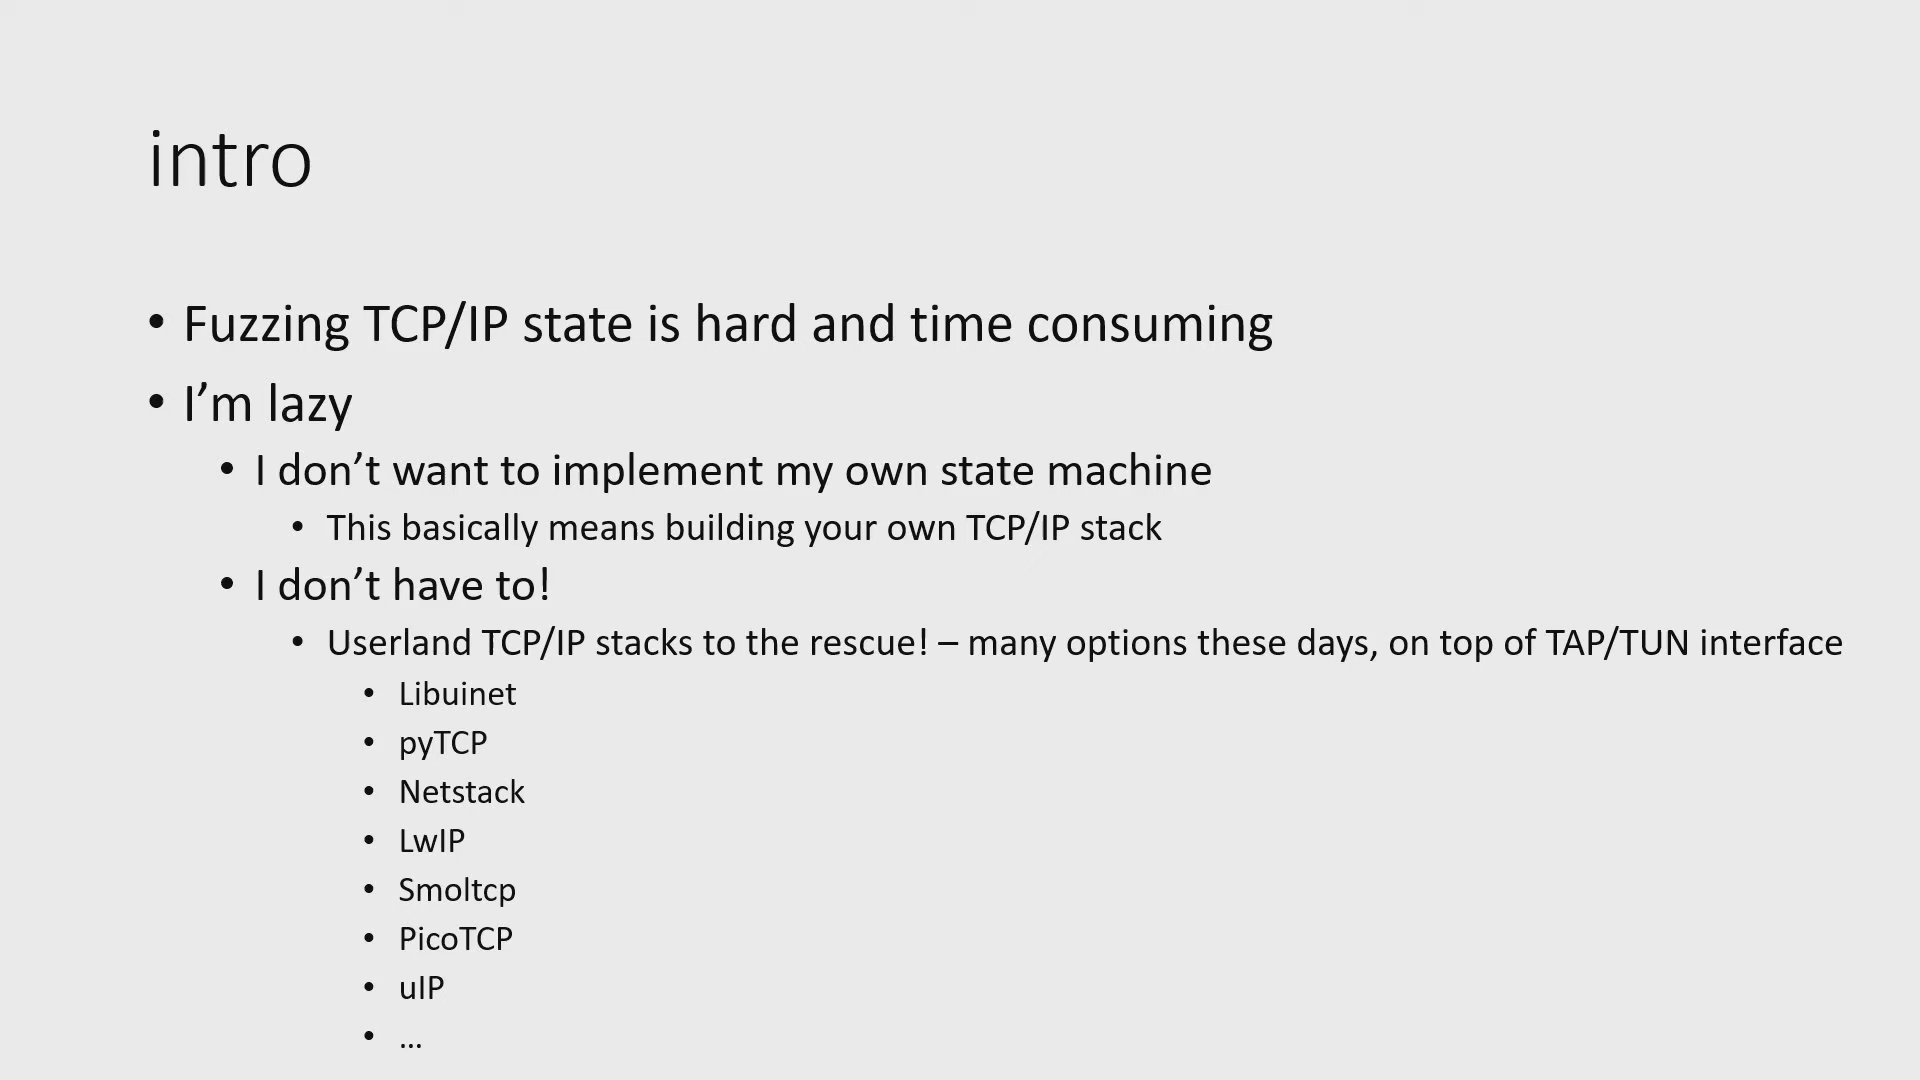 intro
• Fuzzing TCP/IP state is hard and time consuming
• I’m lazy
• I don’t want to implement my own state machine
• This basically means building your own TCP/IP stack
• I don’t have to!
• Userland TCP/IP stacks to the rescue! – many options these days, on top of TAP/TUN interface
• Libuinet
• pyTCP
• Netstack
• LwIP
• Smoltcp
• PicoTCP
• uIP
• ...